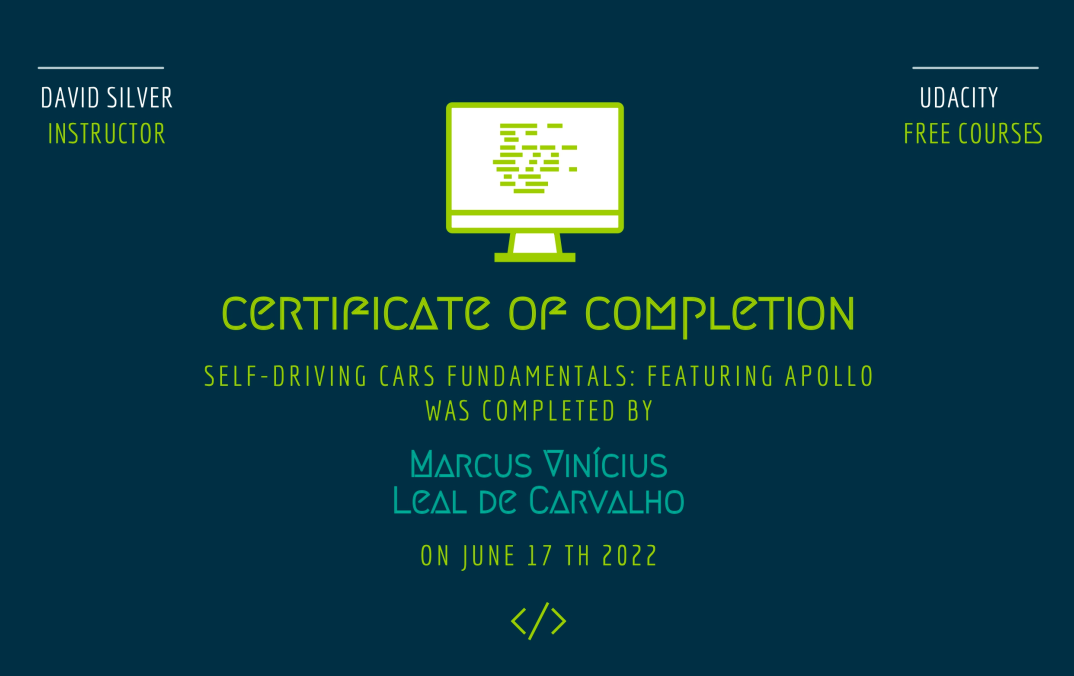 DAVID SILVER
INSTRUCTOR
UDACITY
FREE COURSES
CERTIFICATE OF COMPLETION
SELF-DRIVING CARS FUNDAMENTALS: FEATURING APOLLO
WAS COMPLETED BY
Marcus Vinícius
Leal de Carvalho
ON JUNE 17 TH 2022
</>